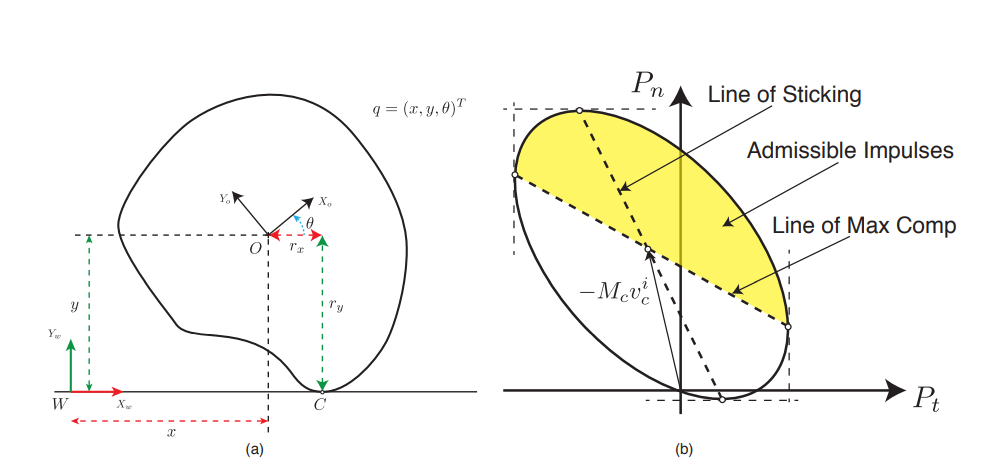 q = (x, y, θ)^T
Y_o
X_o
θ
O
r_x
y
r_y
Y_w
W
X_w
C
x
(a)
P_n
Line of Sticking
Admissible Impulses
Line of Max Comp
−M_c v_c^i
P_t
(b)